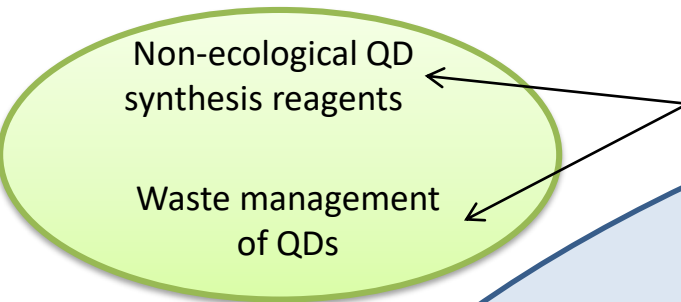 Non-ecological QD
synthesis reagents
Waste management
of QDs